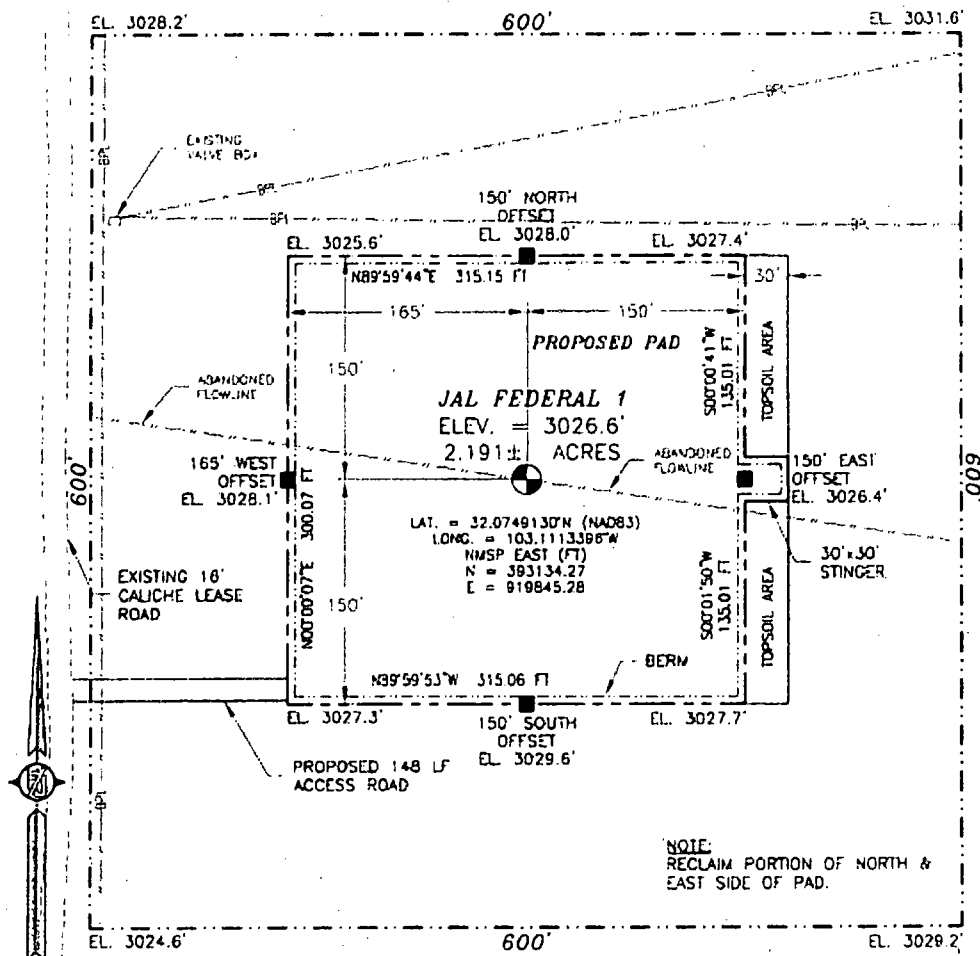 EL. 3028.2'
600'
EL. 3031.6'
BPL
BPL
EXISTING
VALVE BOX
BPL
BPL
BPL
150' NORTH
OFFSET
EL. 3028.0'
EL. 3025.6'
EL. 3027.4'
N89°59'44"E 315.15 FT
30'
165'
150'
PROPOSED PAD
S00°00'41"W
135.01 FT
TOPSOIL AREA
150'
ABANDONED
FLOWLINE
JAL FEDERAL 1
ELEV. = 3026.6'
2.191± ACRES
ABANDONED
FLOWLINE
165' WEST
OFFSET
EL. 3028.1'
150' EAST
OFFSET
EL. 3026.4'
600'
600'
LAT. = 32.0749130°N (NAD83)
LONG. = 103.1113396°W
NMSP EAST (FT)
N = 393134.27
E = 919845.28
N00°00'07"E 300.07 FT
30'x30'
STINGER
EXISTING 16'
CALICHE LEASE
ROAD
150'
S00°01'50"W
135.01 FT
TOPSOIL AREA
BERM
N89°59'53"W 315.06 FT
EL. 3027.3'
EL. 3027.7'
150' SOUTH
OFFSET
EL. 3029.6'
PROPOSED 148 LF
ACCESS ROAD
BPL
NOTE:
RECLAIM PORTION OF NORTH &
EAST SIDE OF PAD.
EL. 3024.6'
600'
EL. 3029.2'